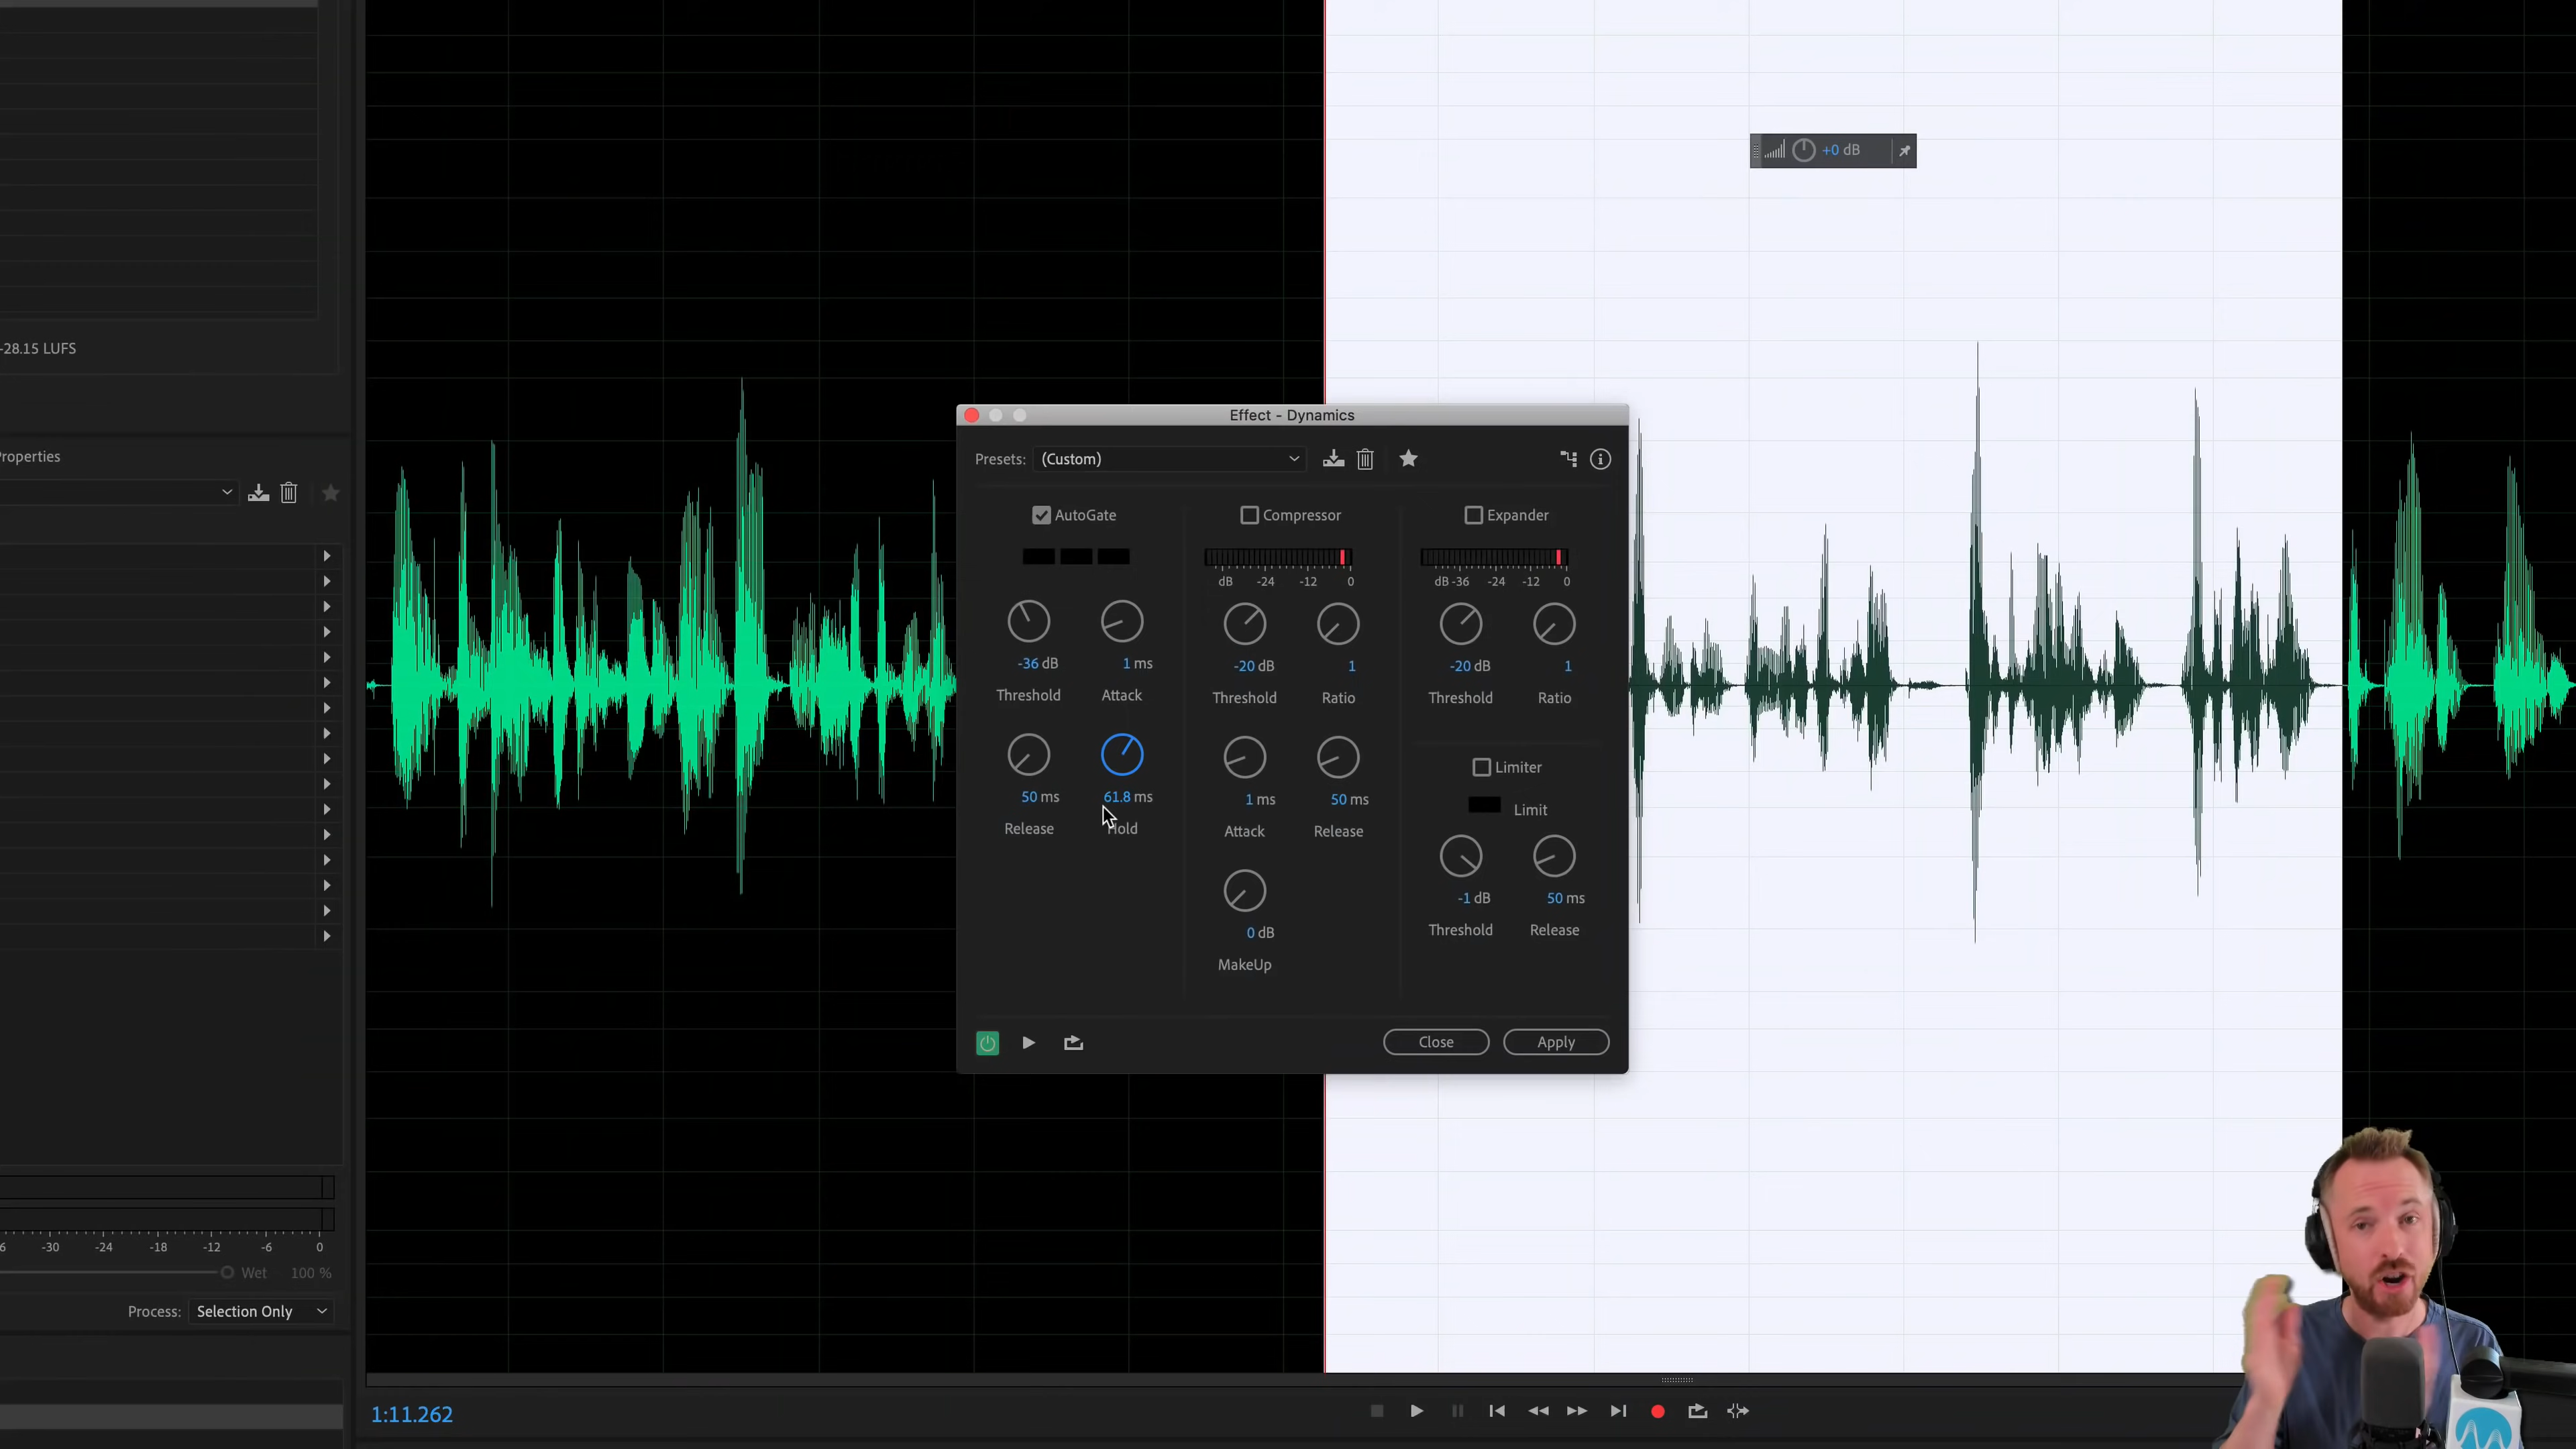 -28.15 LUFS
Properties
+0 dB
Effect - Dynamics
Presets: (Custom)
AutoGate
Compressor
Expander
dB -24 -12 0
dB -36 -24 -12 0
-36 dB
1 ms
-20 dB
1
-20 dB
1
Threshold
Attack
Threshold
Ratio
Threshold
Ratio
Limiter
50 ms
61.8 ms
1 ms
50 ms
Limit
Release
Hold
Attack
Release
-1 dB
50 ms
0 dB
Threshold
Release
MakeUp
Close
Apply
-30 -24 -18 -12 -6 0
Wet 100 %
Process: Selection Only
1:11.262